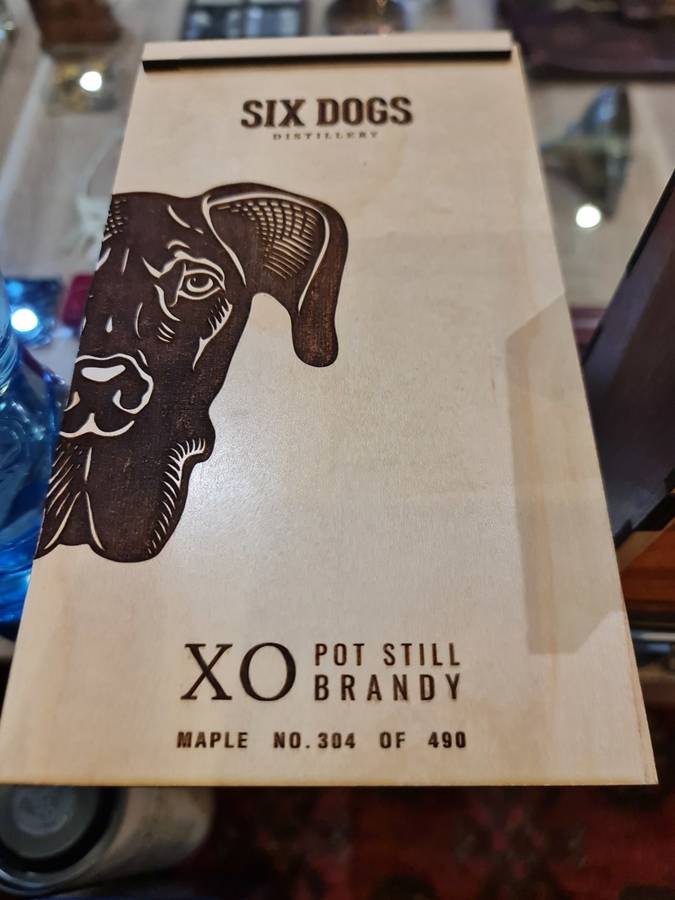 SIX DOGS
DISTILLERY
XO POT STILL
BRANDY
MAPLE NO. 304 OF 490